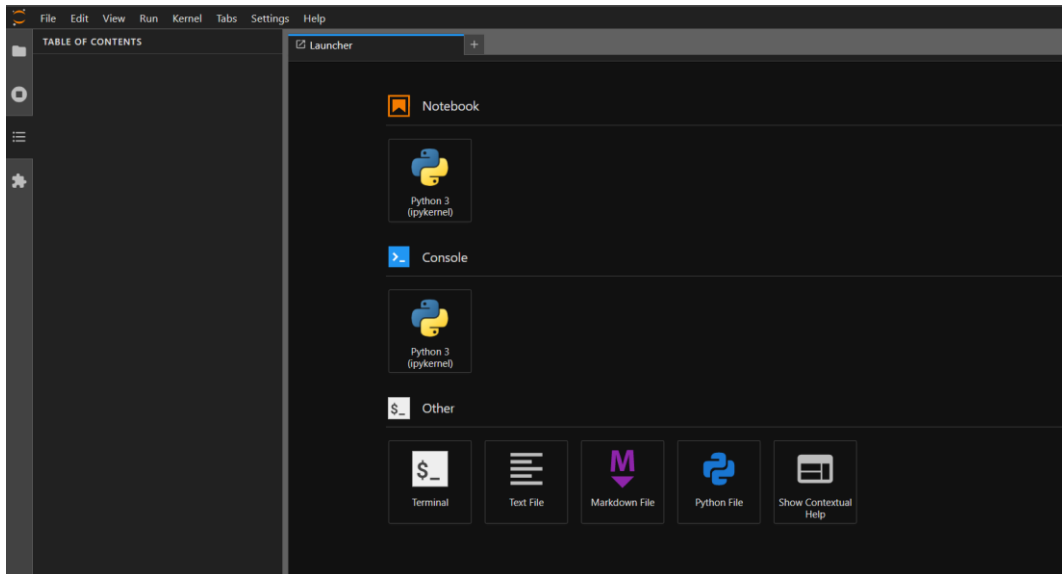 File Edit View Run Kernel Tabs Settings Help
TABLE OF CONTENTS
Launcher
+
Notebook
Python 3
(ipykernel)
>_ Console
Python 3
(ipykernel)
$_ Other
$_
M
Terminal Text File Markdown File Python File Show Contextual
Help